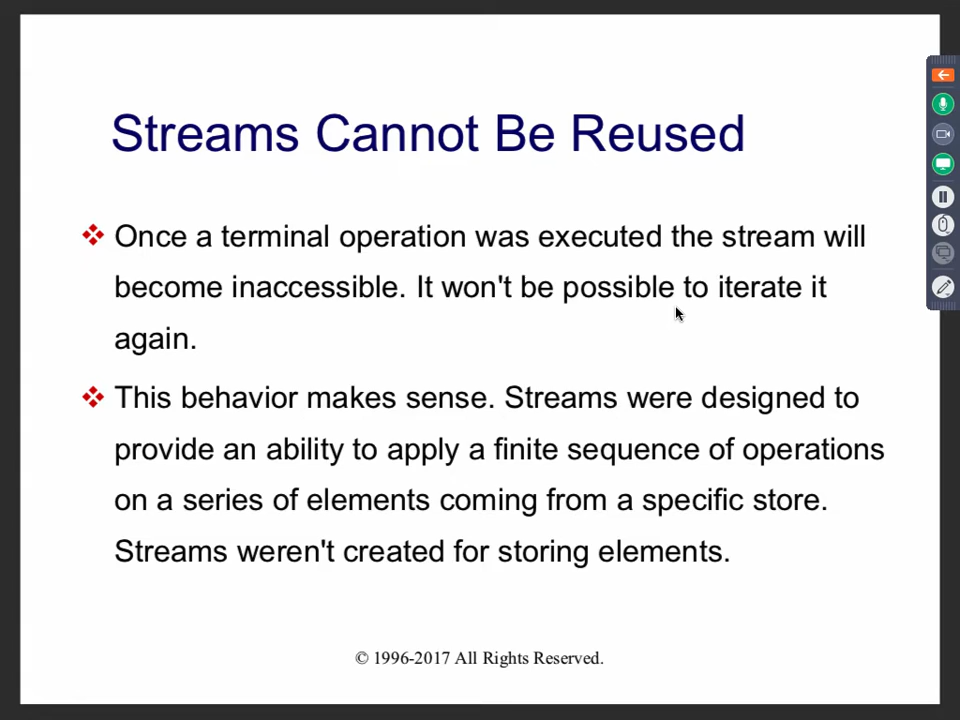 Streams Cannot Be Reused
Once a terminal operation was executed the stream will
become inaccessible. It won't be possible to iterate it
again.
This behavior makes sense. Streams were designed to
provide an ability to apply a finite sequence of operations
on a series of elements coming from a specific store.
Streams weren't created for storing elements.
© 1996-2017 All Rights Reserved.